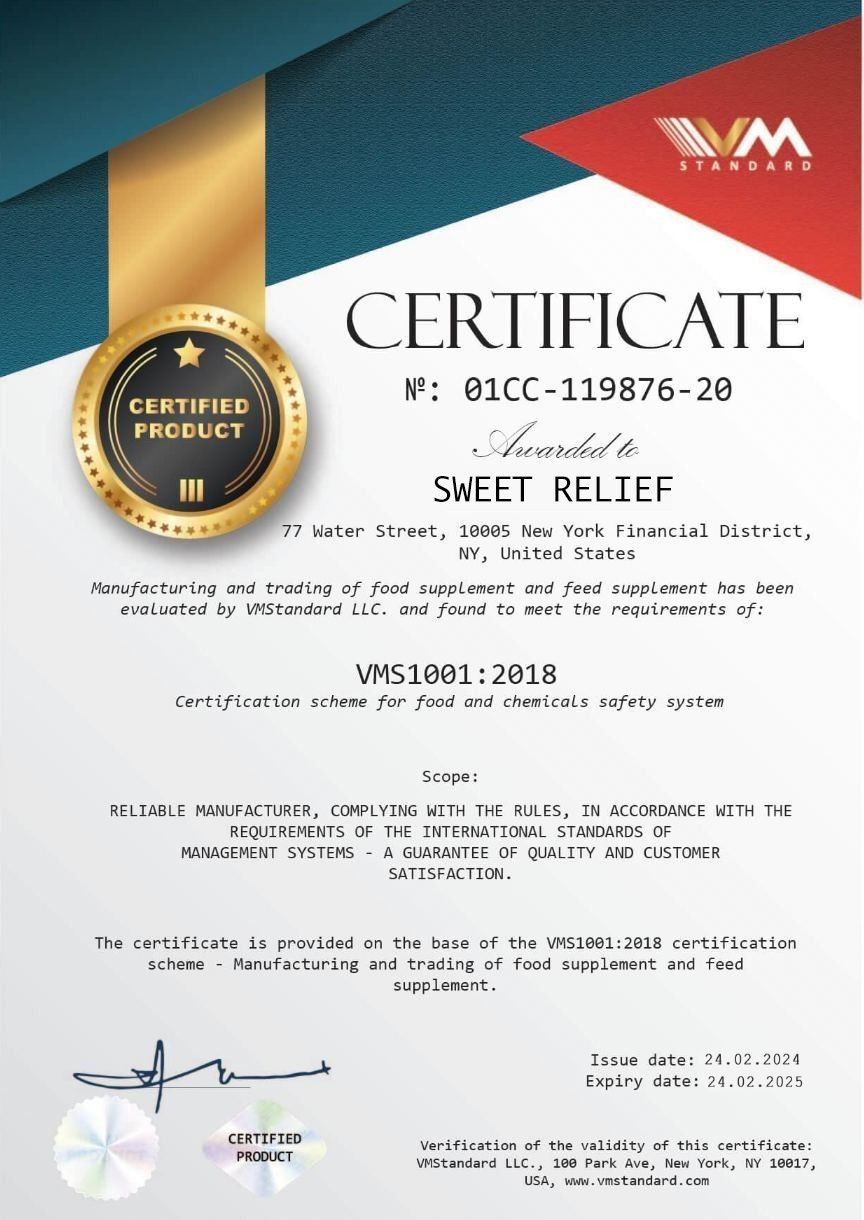 VM
STANDARD
CERTIFICATE
№: 01CC-119876-20
Awarded to
SWEET RELIEF
CERTIFIED
PRODUCT
III
77 Water Street, 10005 New York Financial District,
NY, United States
Manufacturing and trading of food supplement and feed supplement has been
evaluated by VMStandard LLC. and found to meet the requirements of:
VMS1001:2018
Certification scheme for food and chemicals safety system
Scope:
RELIABLE MANUFACTURER, COMPLYING WITH THE RULES, IN ACCORDANCE WITH THE
REQUIREMENTS OF THE INTERNATIONAL STANDARDS OF
MANAGEMENT SYSTEMS - A GUARANTEE OF QUALITY AND CUSTOMER
SATISFACTION.
The certificate is provided on the base of the VMS1001:2018 certification
scheme - Manufacturing and trading of food supplement and feed
supplement.
Issue date: 24.02.2024
Expiry date: 24.02.2025
CERTIFIED
PRODUCT
Verification of the validity of this certificate:
VMStandard LLC., 100 Park Ave, New York, NY 10017,
USA, www.vmstandard.com